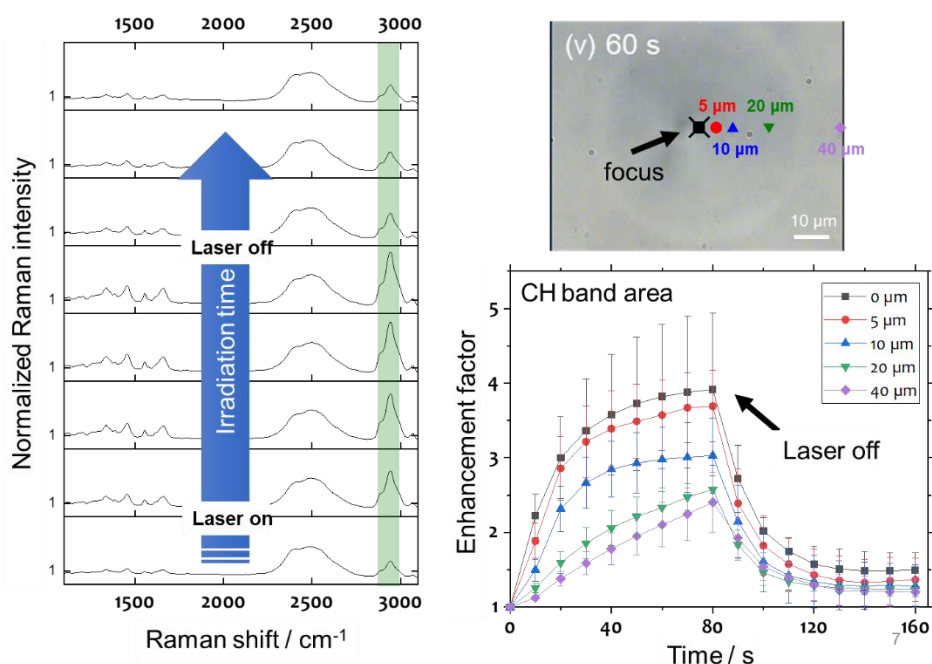 1500 2000 2500 3000
1
1
1
1
1
1
1
1
Normalized Raman intensity
Irradiation time
Laser off
Laser on
1500 2000 2500 3000
Raman shift / cm⁻¹
(v) 60 s
5 µm
20 µm
10 µm
40 µm
focus
10 µm
CH band area
0 µm
5 µm
10 µm
20 µm
40 µm
Laser off
Enhancement factor
5
4
3
2
1
0 40 80 120 160
Time / s
7